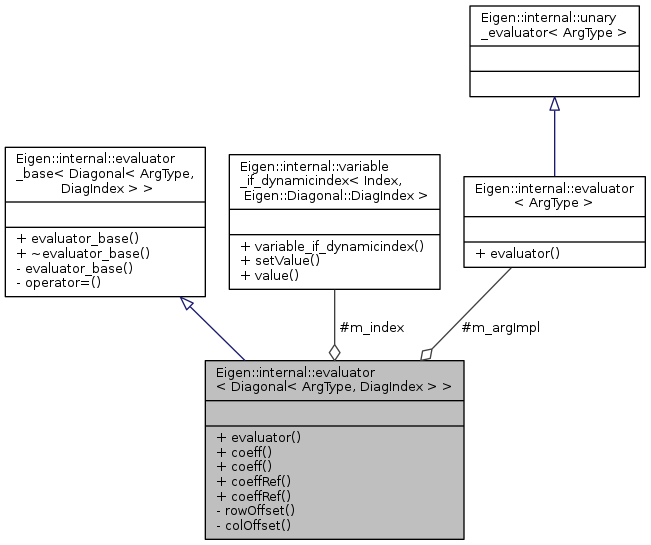 Eigen::internal::unary
_evaluator< ArgType >
Eigen::internal::evaluator
_base< Diagonal< ArgType,
DiagIndex > >
+ evaluator_base()
+ ~evaluator_base()
- evaluator_base()
- operator=()
Eigen::internal::variable
_if_dynamicindex< Index,
Eigen::Diagonal::DiagIndex >
+ variable_if_dynamicindex()
+ setValue()
+ value()
Eigen::internal::evaluator
< ArgType >
+ evaluator()
#m_index
#m_argImpl
Eigen::internal::evaluator
< Diagonal< ArgType, DiagIndex > >
+ evaluator()
+ coeff()
+ coeff()
+ coeffRef()
+ coeffRef()
- rowOffset()
- colOffset()